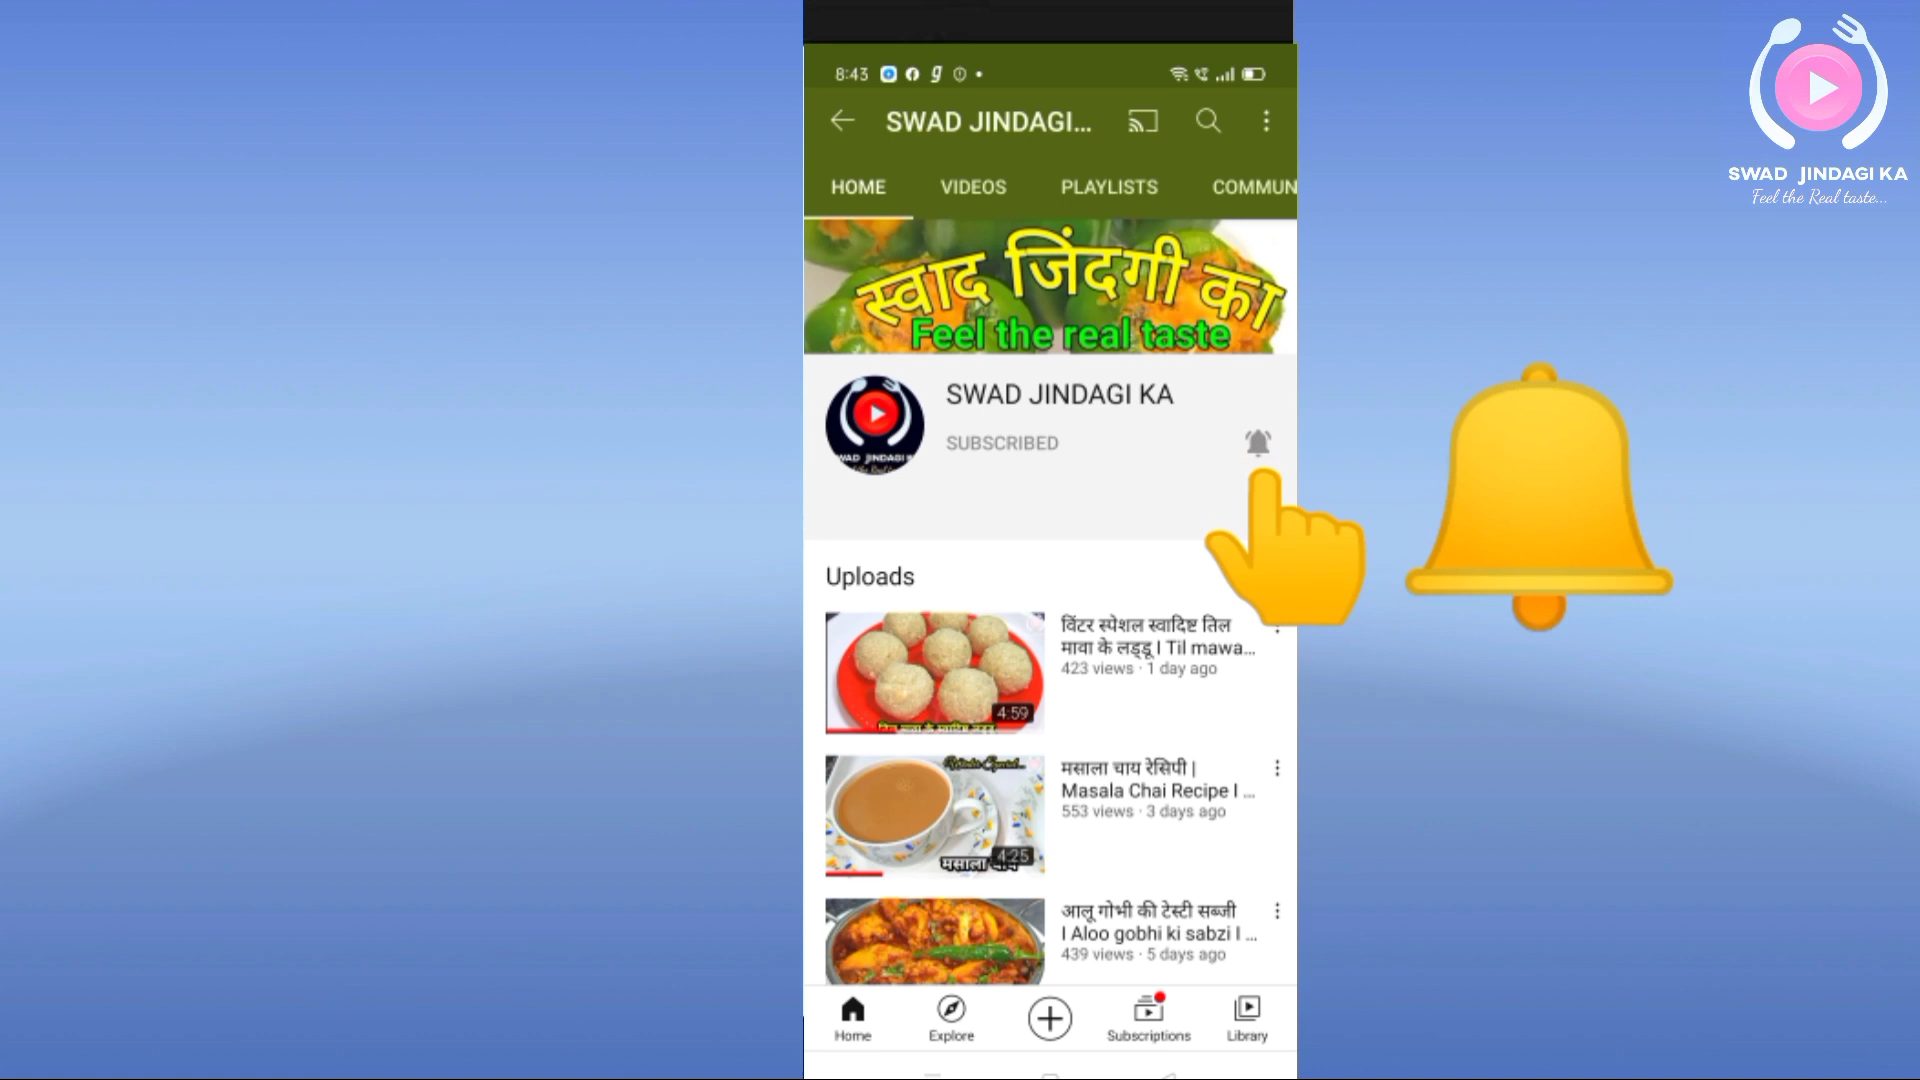 8:43
SWAD JINDAGI...
HOME VIDEOS PLAYLISTS COMMUN
स्वाद जिंदगी का
Feel the real taste
SWAD JINDAGI KA
SUBSCRIBED
Uploads
विंटर स्पेशल स्वादिष्ट तिल
मावा के लड्डू I Til mawa...
423 views · 1 day ago
4:59
मसाला चाय रेसिपी |
Masala Chai Recipe I ...
553 views · 3 days ago
4:25
आलू गोभी की टेस्टी सब्जी
I Aloo gobhi ki sabzi I ...
439 views · 5 days ago
Home Explore Subscriptions Library
SWAD JINDAGI KA
Feel the Real taste...